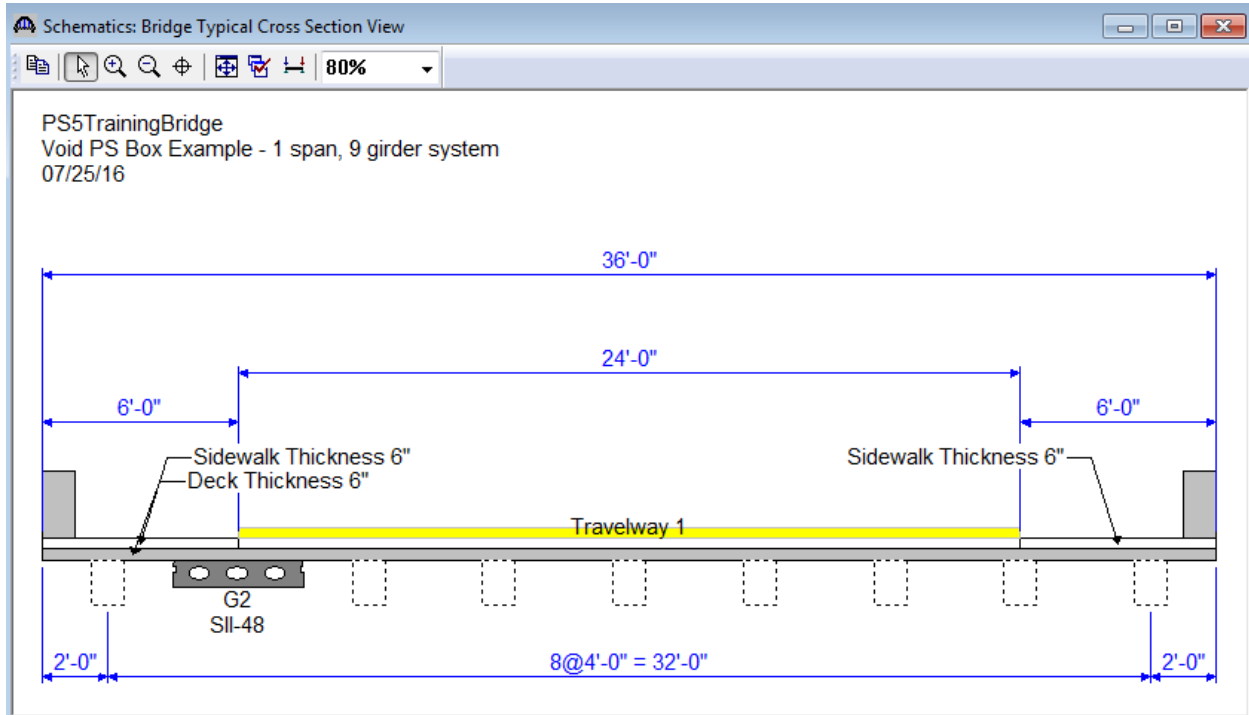 Schematics: Bridge Typical Cross Section View
80%
PS5TrainingBridge
Void PS Box Example - 1 span, 9 girder system
07/25/16
36'-0"
24'-0"
6'-0"
6'-0"
Sidewalk Thickness 6"
Sidewalk Thickness 6"
Deck Thickness 6"
Travelway 1
G2
SII-48
2'-0"
8@4'-0" = 32'-0"
2'-0"